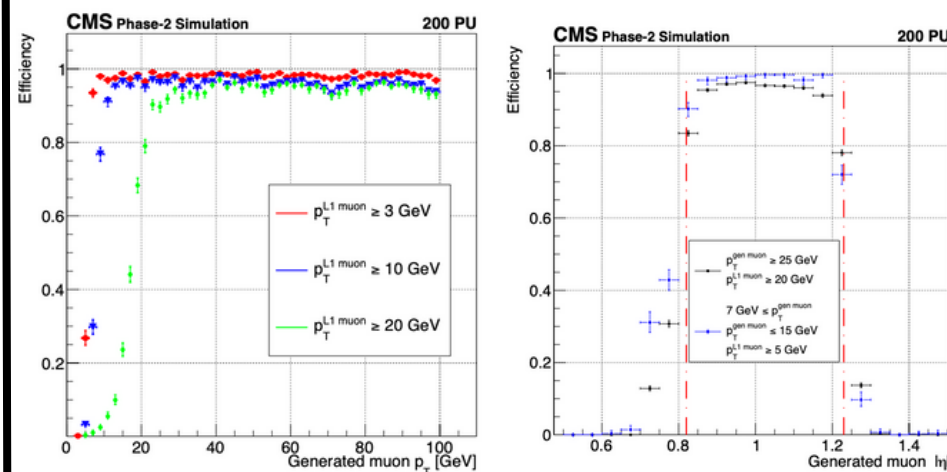 CMS Phase-2 Simulation 200 PU
Efficiency
1
0.8
0.6
0.4
0.2
0 20 40 60 80 100
Generated muon p_T [GeV]
p_T^L1 muon ≥ 3 GeV
p_T^L1 muon ≥ 10 GeV
p_T^L1 muon ≥ 20 GeV
CMS Phase-2 Simulation 200 PU
Efficiency
1
0.8
0.6
0.4
0.2
0
0.6 0.8 1 1.2 1.4
Generated muon |η|
p_T^gen muon ≥ 25 GeV
p_T^L1 muon ≥ 20 GeV
7 GeV ≤ p_T^gen muon
p_T^gen muon ≤ 15 GeV
p_T^L1 muon ≥ 5 GeV